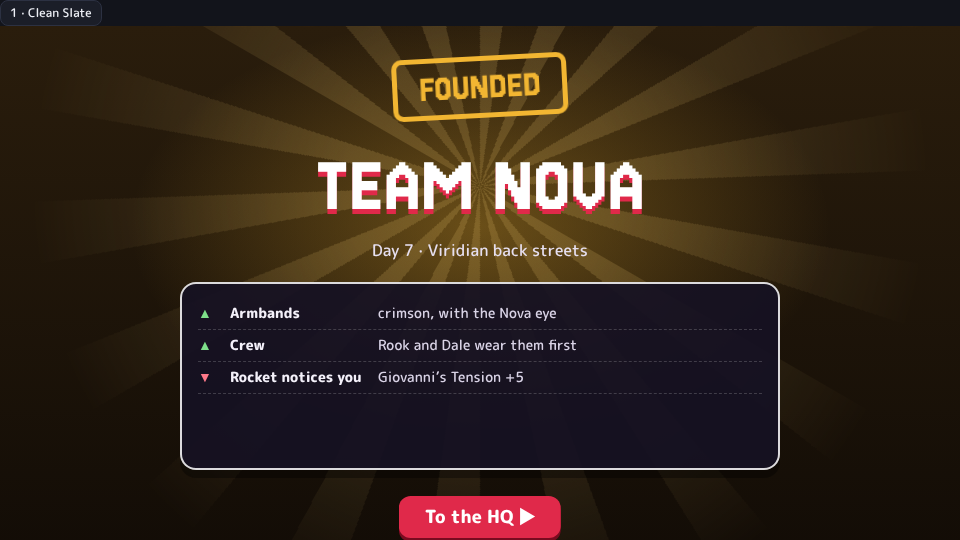 1 · Clean Slate
FOUNDED
TEAM NOVA
Day 7 · Viridian back streets
▲ Armbands crimson, with the Nova eye
▲ Crew Rook and Dale wear them first
▼ Rocket notices you Giovanni’s Tension +5
To the HQ ▶